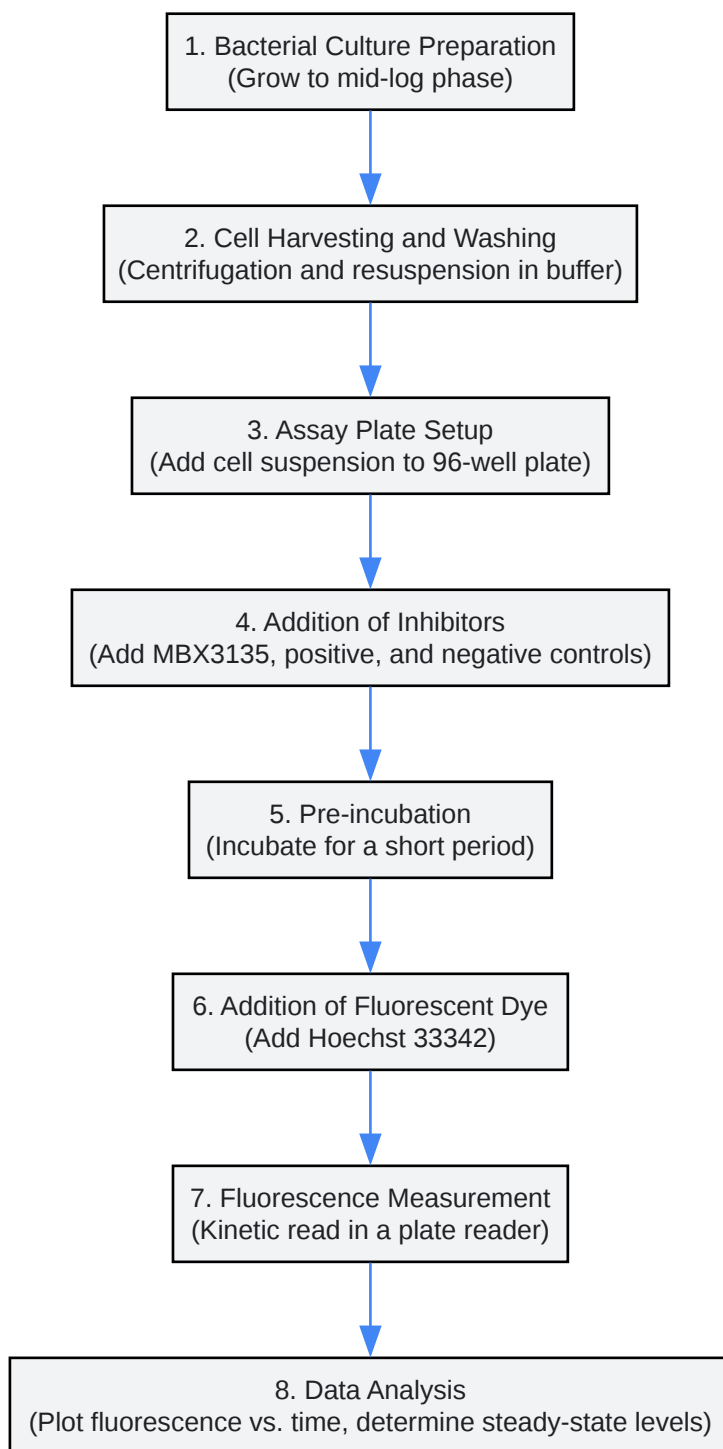 1. Bacterial Culture Preparation
(Grow to mid-log phase)
2. Cell Harvesting and Washing
(Centrifugation and resuspension in buffer)
3. Assay Plate Setup
(Add cell suspension to 96-well plate)
4. Addition of Inhibitors
(Add MBX3135, positive, and negative controls)
5. Pre-incubation
(Incubate for a short period)
6. Addition of Fluorescent Dye
(Add Hoechst 33342)
7. Fluorescence Measurement
(Kinetic read in a plate reader)
8. Data Analysis
(Plot fluorescence vs. time, determine steady-state levels)